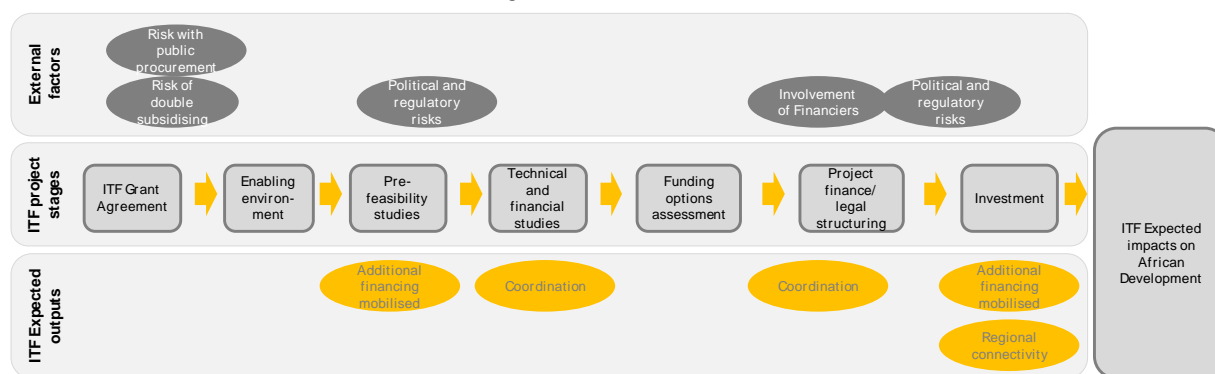 External
factors
Risk with
public
procurement
Risk of
double
subsidising
Political and
regulatory
risks
Involvement
of Financiers
Political and
regulatory
risks
ITF project
stages
ITF Grant
Agreement
Enabling
environ-
ment
Pre-
feasibility
studies
Technical
and
financial
studies
Funding
options
assessment
Project
finance/
legal
structuring
Investment
ITF Expected
impacts on
African
Development
ITF Expected
outputs
Additional
financing
mobilised
Coordination
Coordination
Additional
financing
mobilised
Regional
connectivity